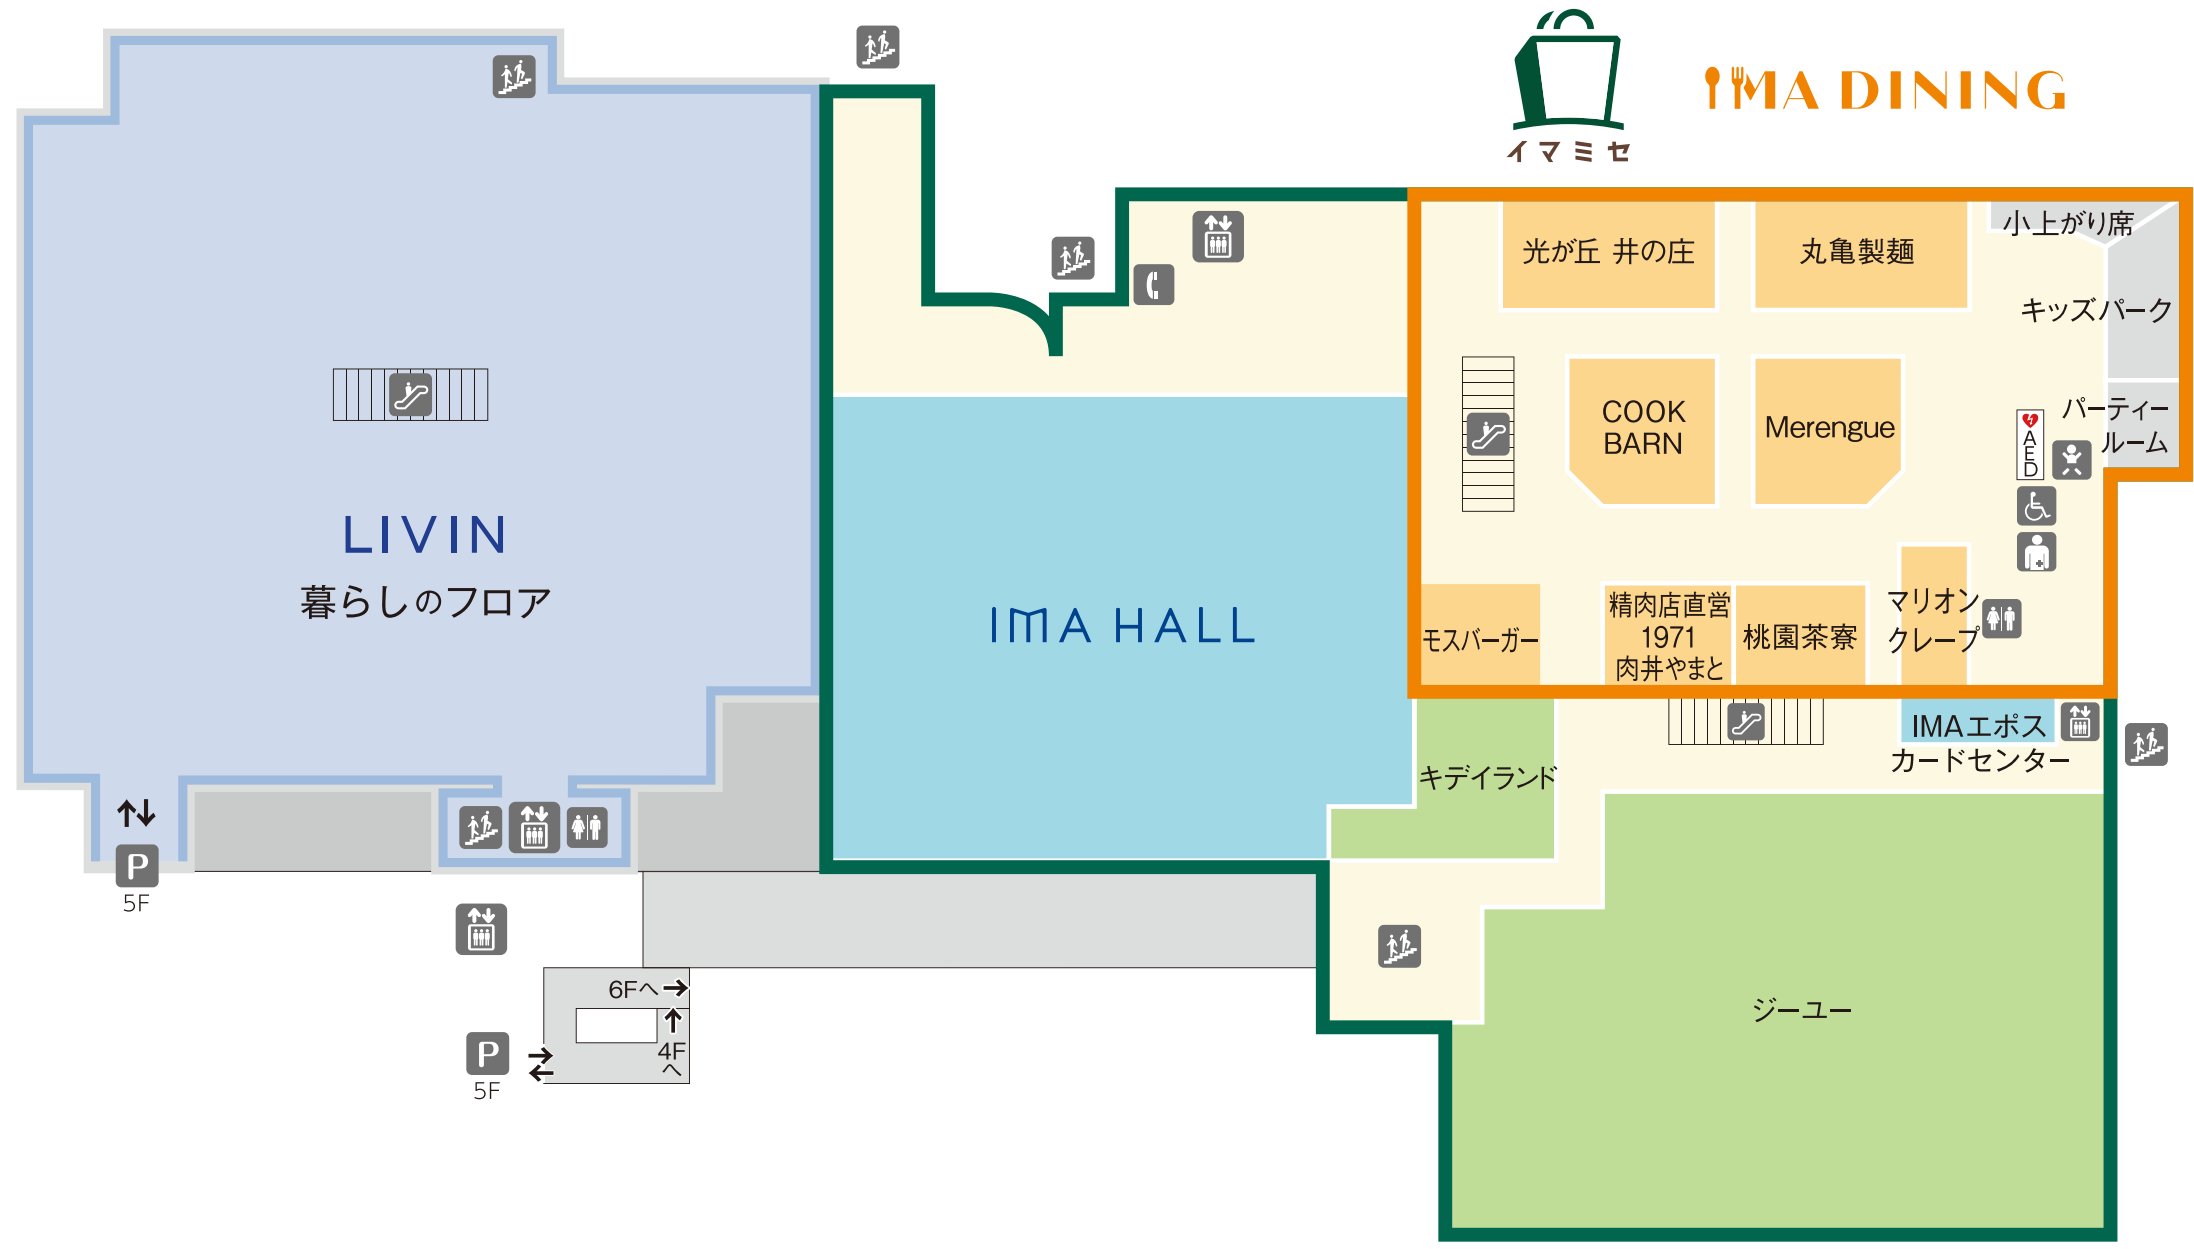 イマミセ
IMA DINING
光が丘 井の庄
丸亀製麺
小上がり席
キッズパーク
COOK
BARN
Merengue
パーティー
ルーム
AED
LIVIN
暮らしのフロア
IMA HALL
モスバーガー
精肉店直営
1971
肉丼やまと
桃園茶寮
マリオン
クレープ
IMAエポス
カードセンター
キデイランド
P
5F
6Fへ
4F
へ
P
5F
ジーユー